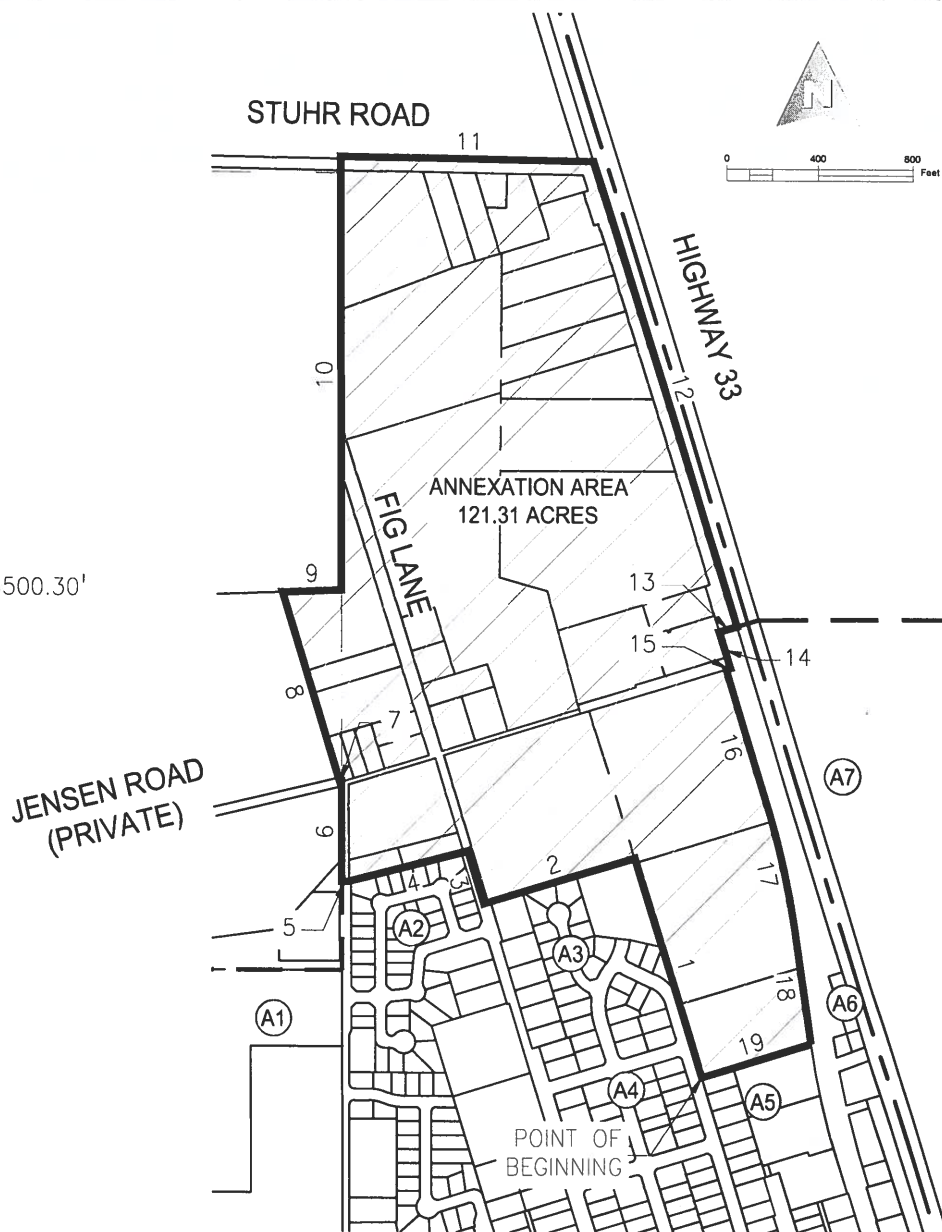 STUHR ROAD
11
N
0 400 800
Feet
HIGHWAY 33
12
10
ANNEXATION AREA
121.31 ACRES
FIG LANE
9
500.30'
13
15
14
8
7
16
JENSEN ROAD
(PRIVATE)
A7
6
2
17
4
3
5
A2
A3
1
18
A6
A1
19
A4
A5
POINT OF
BEGINNING